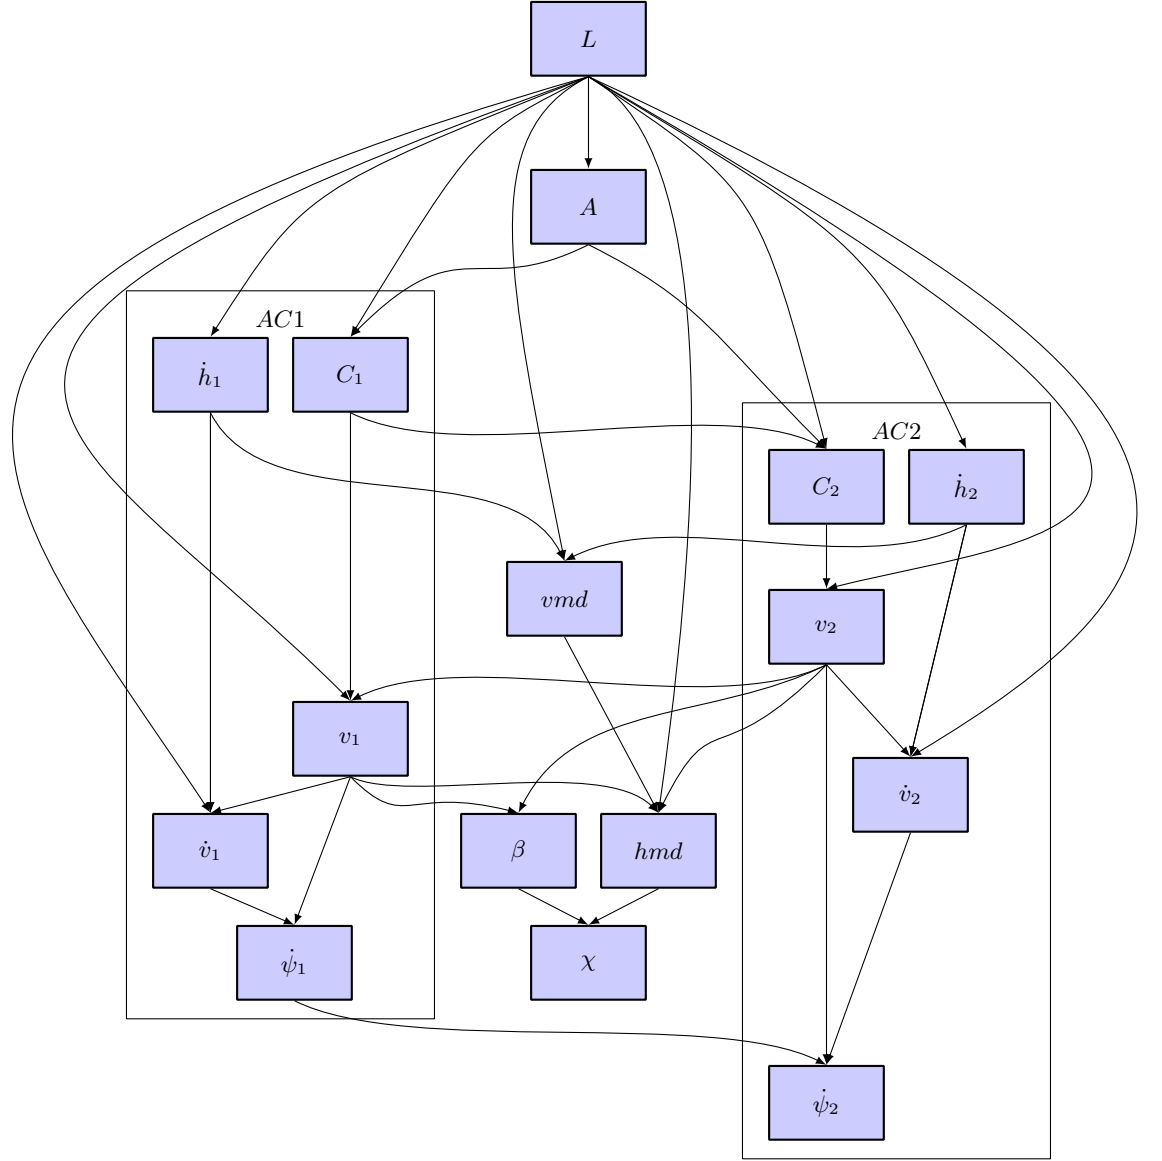 L
A
AC1
ḣ₁
C₁
AC2
C₂
ḣ₂
vmd
v₂
v₁
v̇₂
v̇₁
β
hmd
ψ̇₁
χ
ψ̇₂